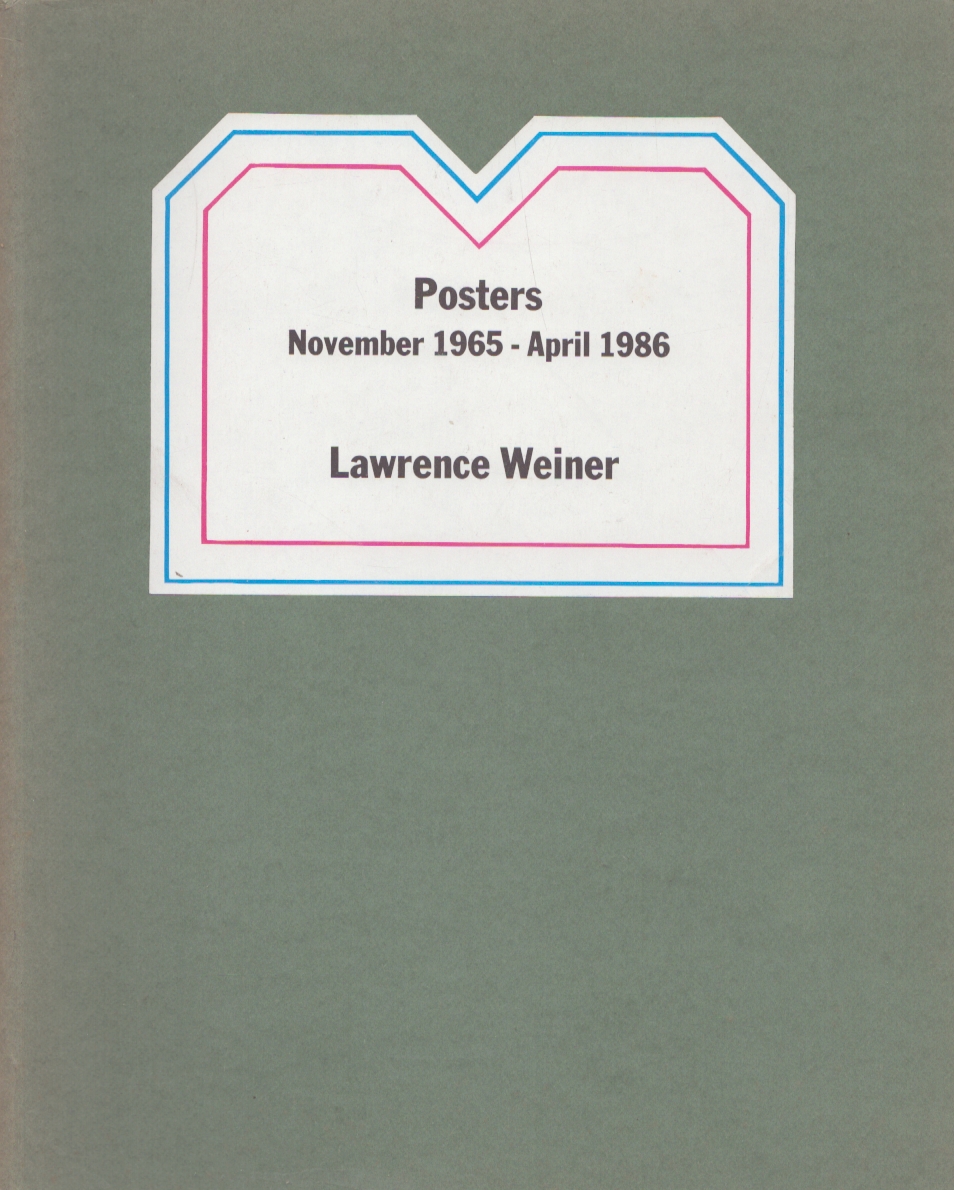 Posters
November 1965 - April 1986
Lawrence Weiner